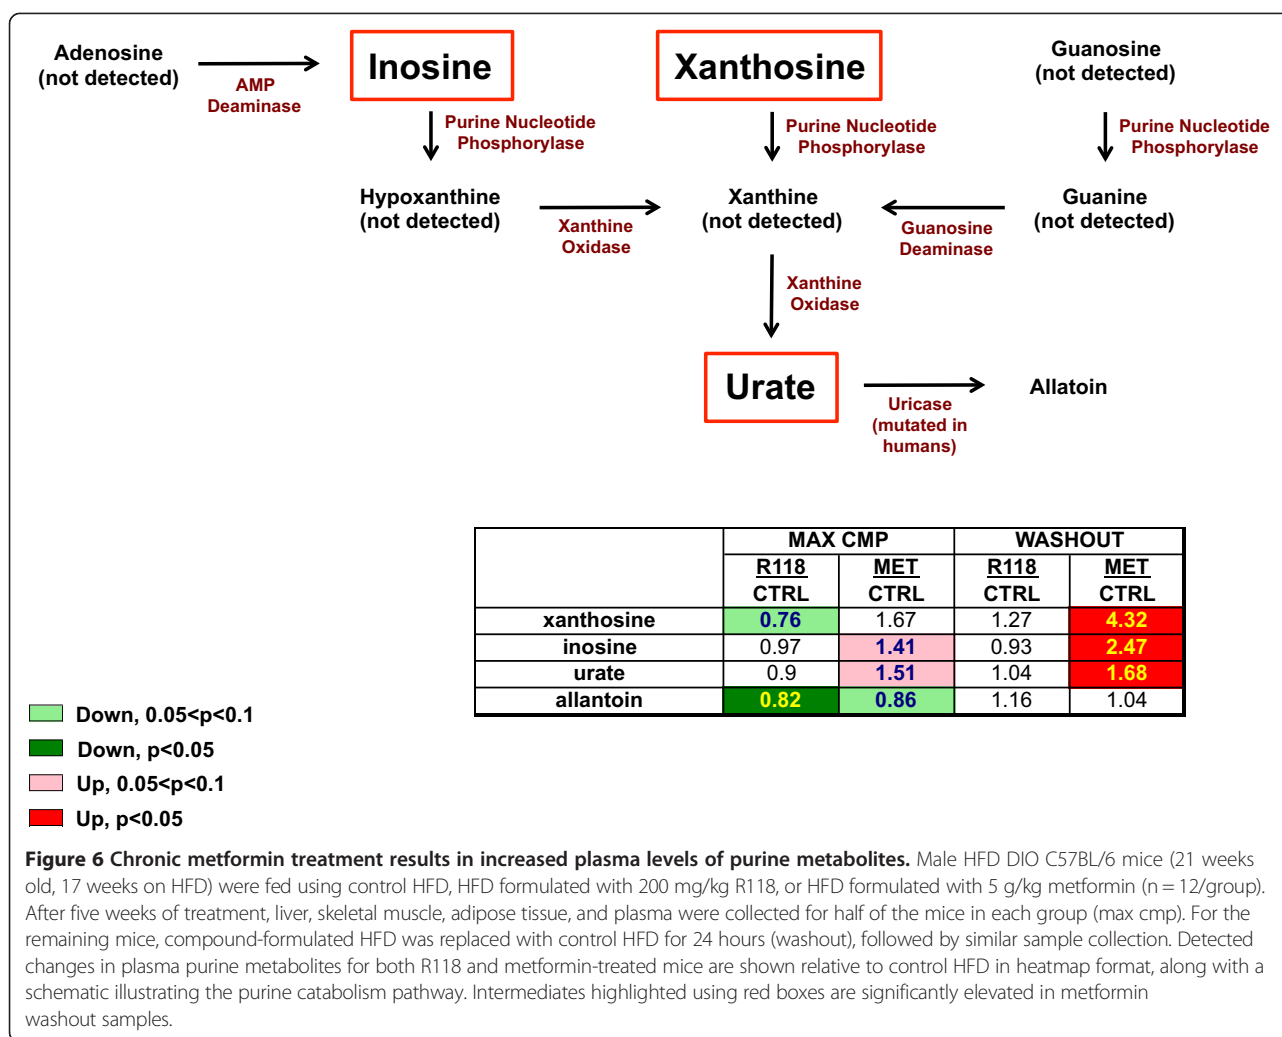 Adenosine
(not detected)
AMP
Deaminase
Inosine
Xanthosine
Guanosine
(not detected)
Purine Nucleotide
Phosphorylase
Purine Nucleotide
Phosphorylase
Purine Nucleotide
Phosphorylase
Hypoxanthine
(not detected)
Xanthine
Oxidase
Xanthine
(not detected)
Guanosine
Deaminase
Guanine
(not detected)
Xanthine
Oxidase
Urate
Uricase
(mutated in
humans)
Allatoin
MAX CMP WASHOUT
R118 MET R118 MET
CTRL CTRL CTRL CTRL
xanthosine 0.76 1.67 1.27 4.32
inosine 0.97 1.41 0.93 2.47
urate 0.9 1.51 1.04 1.68
allantoin 0.82 0.86 1.16 1.04
Down, 0.05<p<0.1
Down, p<0.05
Up, 0.05<p<0.1
Up, p<0.05
Figure 6 Chronic metformin treatment results in increased plasma levels of purine metabolites. Male HFD DIO C57BL/6 mice (21 weeks
old, 17 weeks on HFD) were fed using control HFD, HFD formulated with 200 mg/kg R118, or HFD formulated with 5 g/kg metformin (n = 12/group).
After five weeks of treatment, liver, skeletal muscle, adipose tissue, and plasma were collected for half of the mice in each group (max cmp). For the
remaining mice, compound-formulated HFD was replaced with control HFD for 24 hours (washout), followed by similar sample collection. Detected
changes in plasma purine metabolites for both R118 and metformin-treated mice are shown relative to control HFD in heatmap format, along with a
schematic illustrating the purine catabolism pathway. Intermediates highlighted using red boxes are significantly elevated in metformin
washout samples.